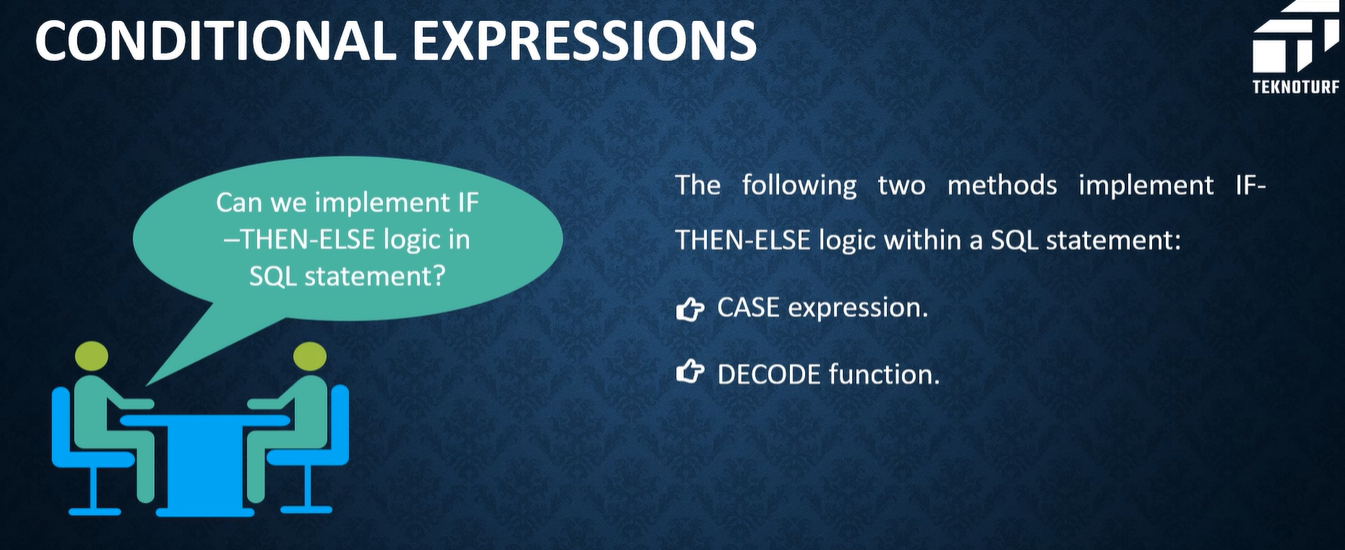 CONDITIONAL EXPRESSIONS
TEKNOTURF
Can we implement IF
–THEN-ELSE logic in
SQL statement?
The following two methods implement IF-
THEN-ELSE logic within a SQL statement:
CASE expression.
DECODE function.